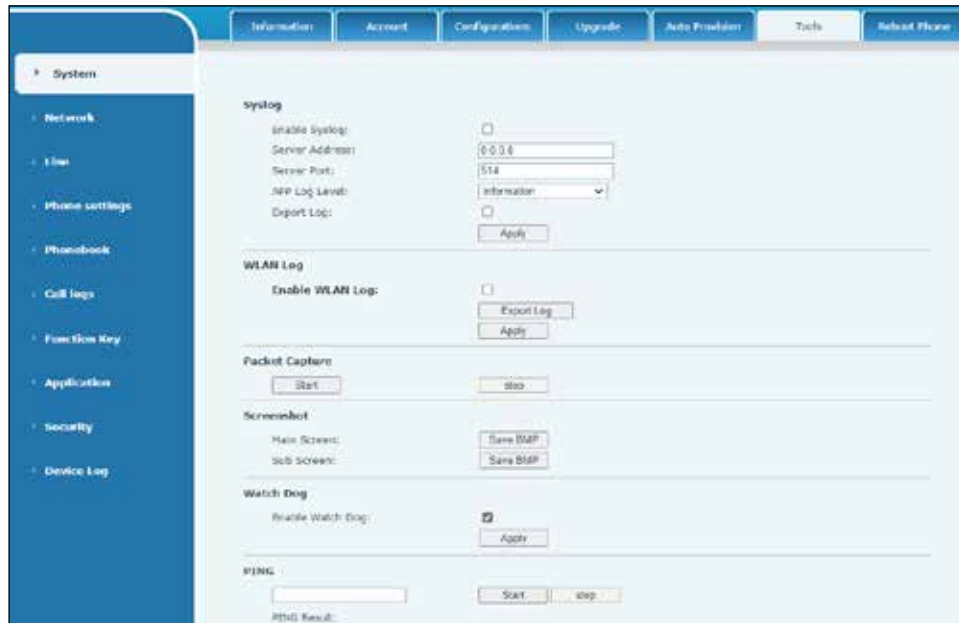 Information Account Configurations Upgrade Auto Provision Tools Reboot Phone
System
Network
Line
Phone settings
Phonebook
Call logs
Function Key
Application
Security
Device Log
Syslog
Enable Syslog:
Server Address: 0.0.0.0
Server Port: 514
APP Log Level: Information
Export Log:
Apply
WLAN Log
Enable WLAN Log:
Export Log
Apply
Packet Capture
Start stop
Screenshot
Main Screen: Save BMP
Sub Screen: Save BMP
Watch Dog
Enable Watch Dog:
Apply
PING
Start stop
PING Result: